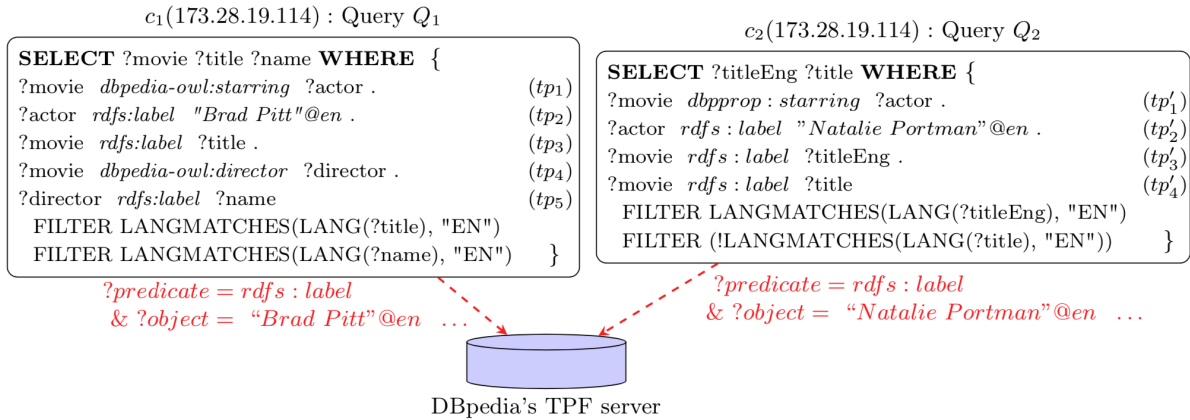 c₁(173.28.19.114) : Query Q₁
SELECT ?movie ?title ?name WHERE {
?movie dbpedia-owl:starring ?actor . (tp₁)
?actor rdfs:label "Brad Pitt"@en . (tp₂)
?movie rdfs:label ?title . (tp₃)
?movie dbpedia-owl:director ?director . (tp₄)
?director rdfs:label ?name (tp₅)
FILTER LANGMATCHES(LANG(?title), "EN")
FILTER LANGMATCHES(LANG(?name), "EN") }
?predicate = rdfs : label
& ?object = “Brad Pitt”@en ...
c₂(173.28.19.114) : Query Q₂
SELECT ?titleEng ?title WHERE {
?movie dbpprop : starring ?actor . (tp′₁)
?actor rdfs : label ”Natalie Portman”@en . (tp′₂)
?movie rdfs : label ?titleEng . (tp′₃)
?movie rdfs : label ?title (tp′₄)
FILTER LANGMATCHES(LANG(?titleEng), "EN")
FILTER (!LANGMATCHES(LANG(?title), "EN")) }
?predicate = rdfs : label
& ?object = “Natalie Portman”@en ...
DBpedia's TPF server